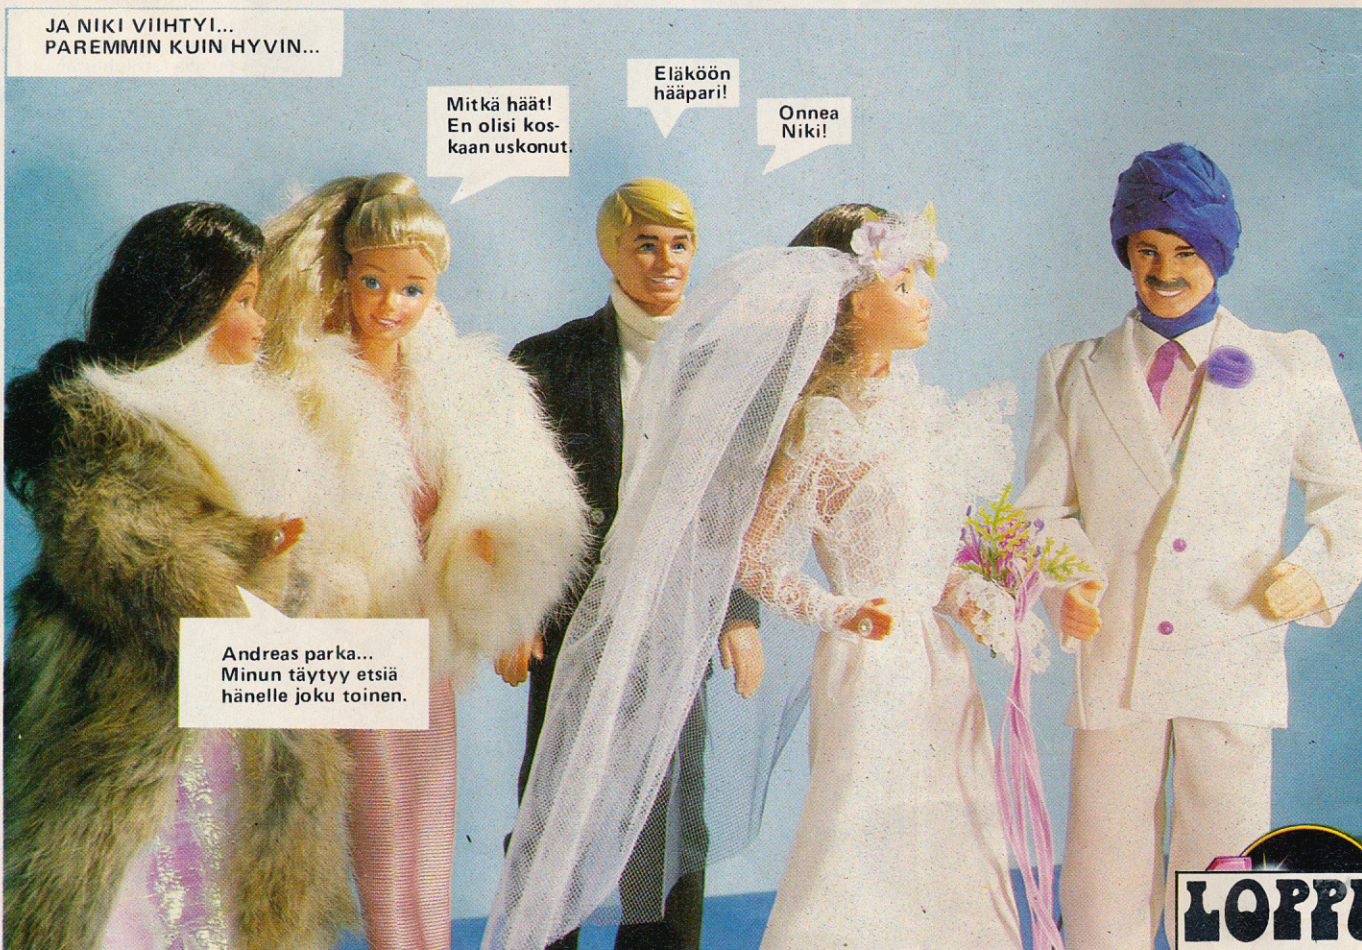 JA NIKI VIIHTYI...
PAREMMIN KUIN HYVIN...
Mitkä häät!
En olisi kos-
kaan uskonut.
Eläköön
hääpari!
Onnea
Niki!
Andreas parka...
Minun täytyy etsiä
hänelle joku toinen.
LOPPU